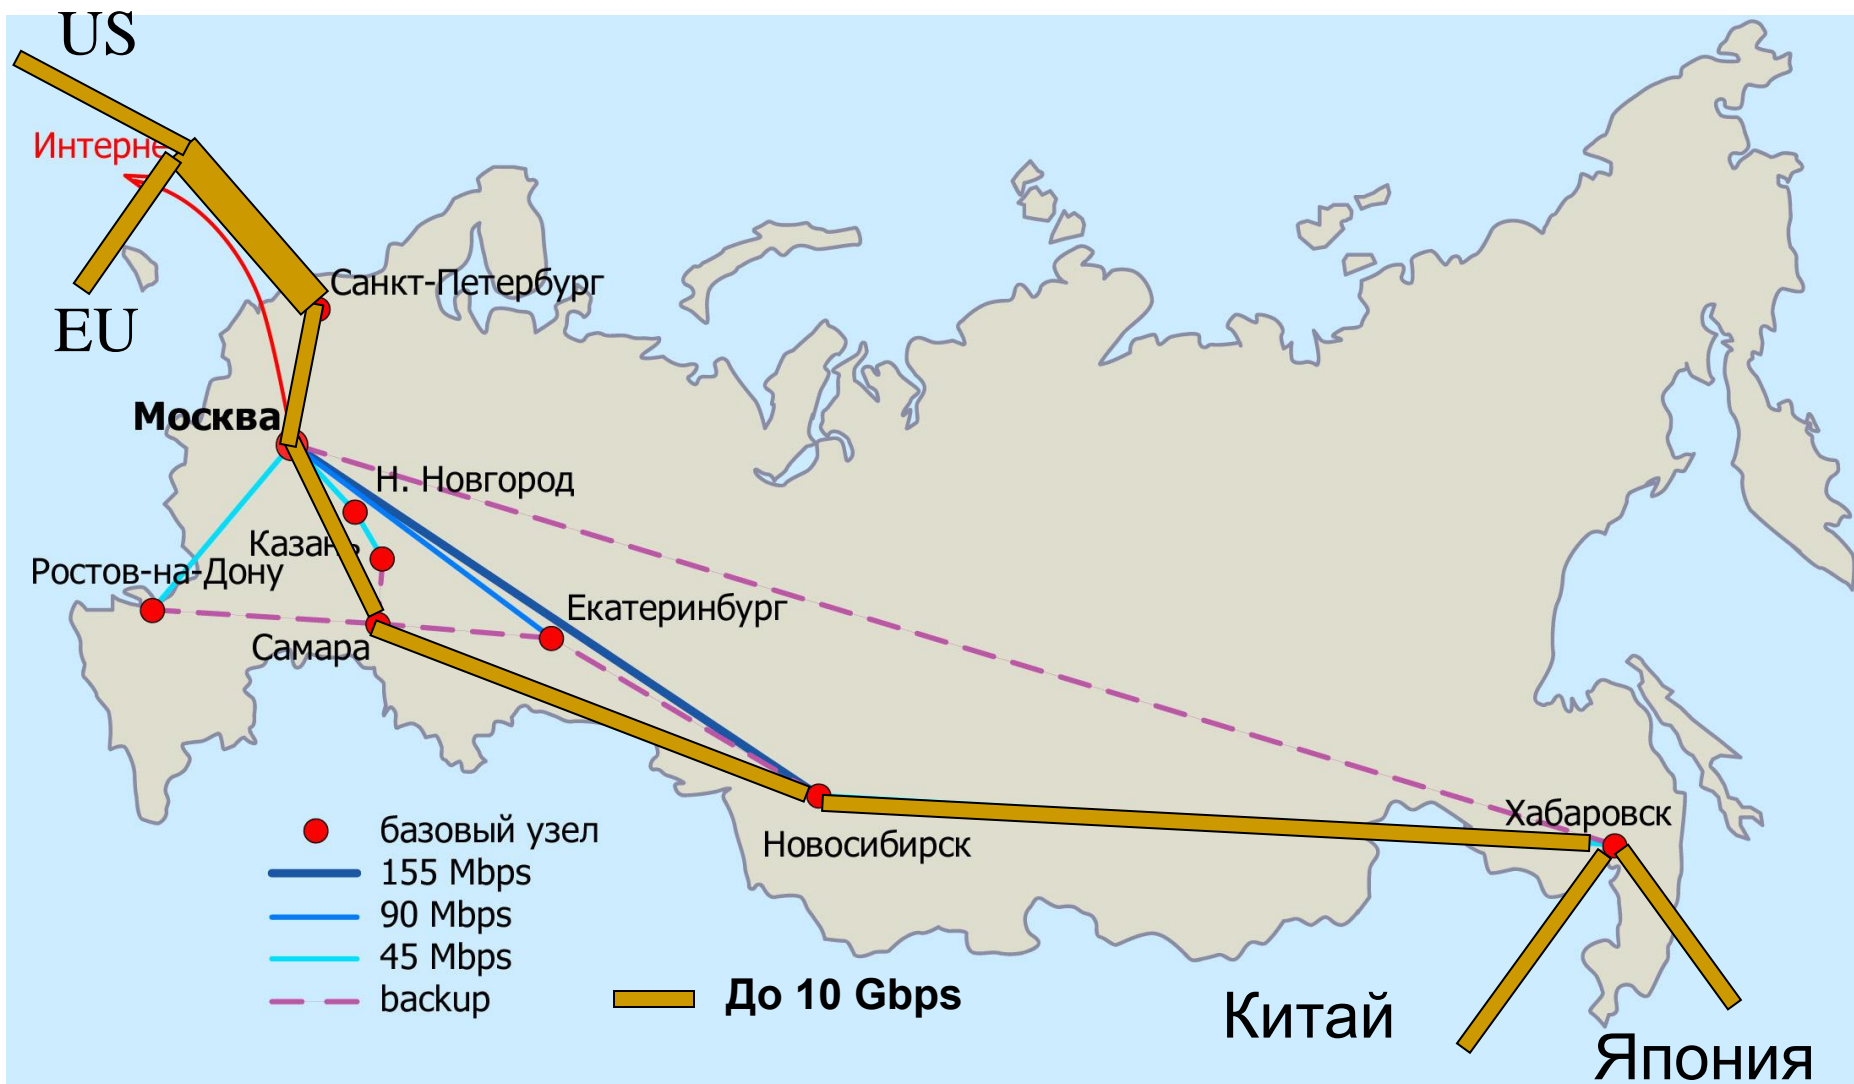 US
Интерне
Санкт-Петербург
EU
Москва
Н. Новгород
Казань
Ростов-на-Дону
Екатеринбург
Самара
Хабаровск
Новосибирск
базовый узел
155 Mbps
90 Mbps
45 Mbps
backup
До 10 Gbps
Китай
Япония